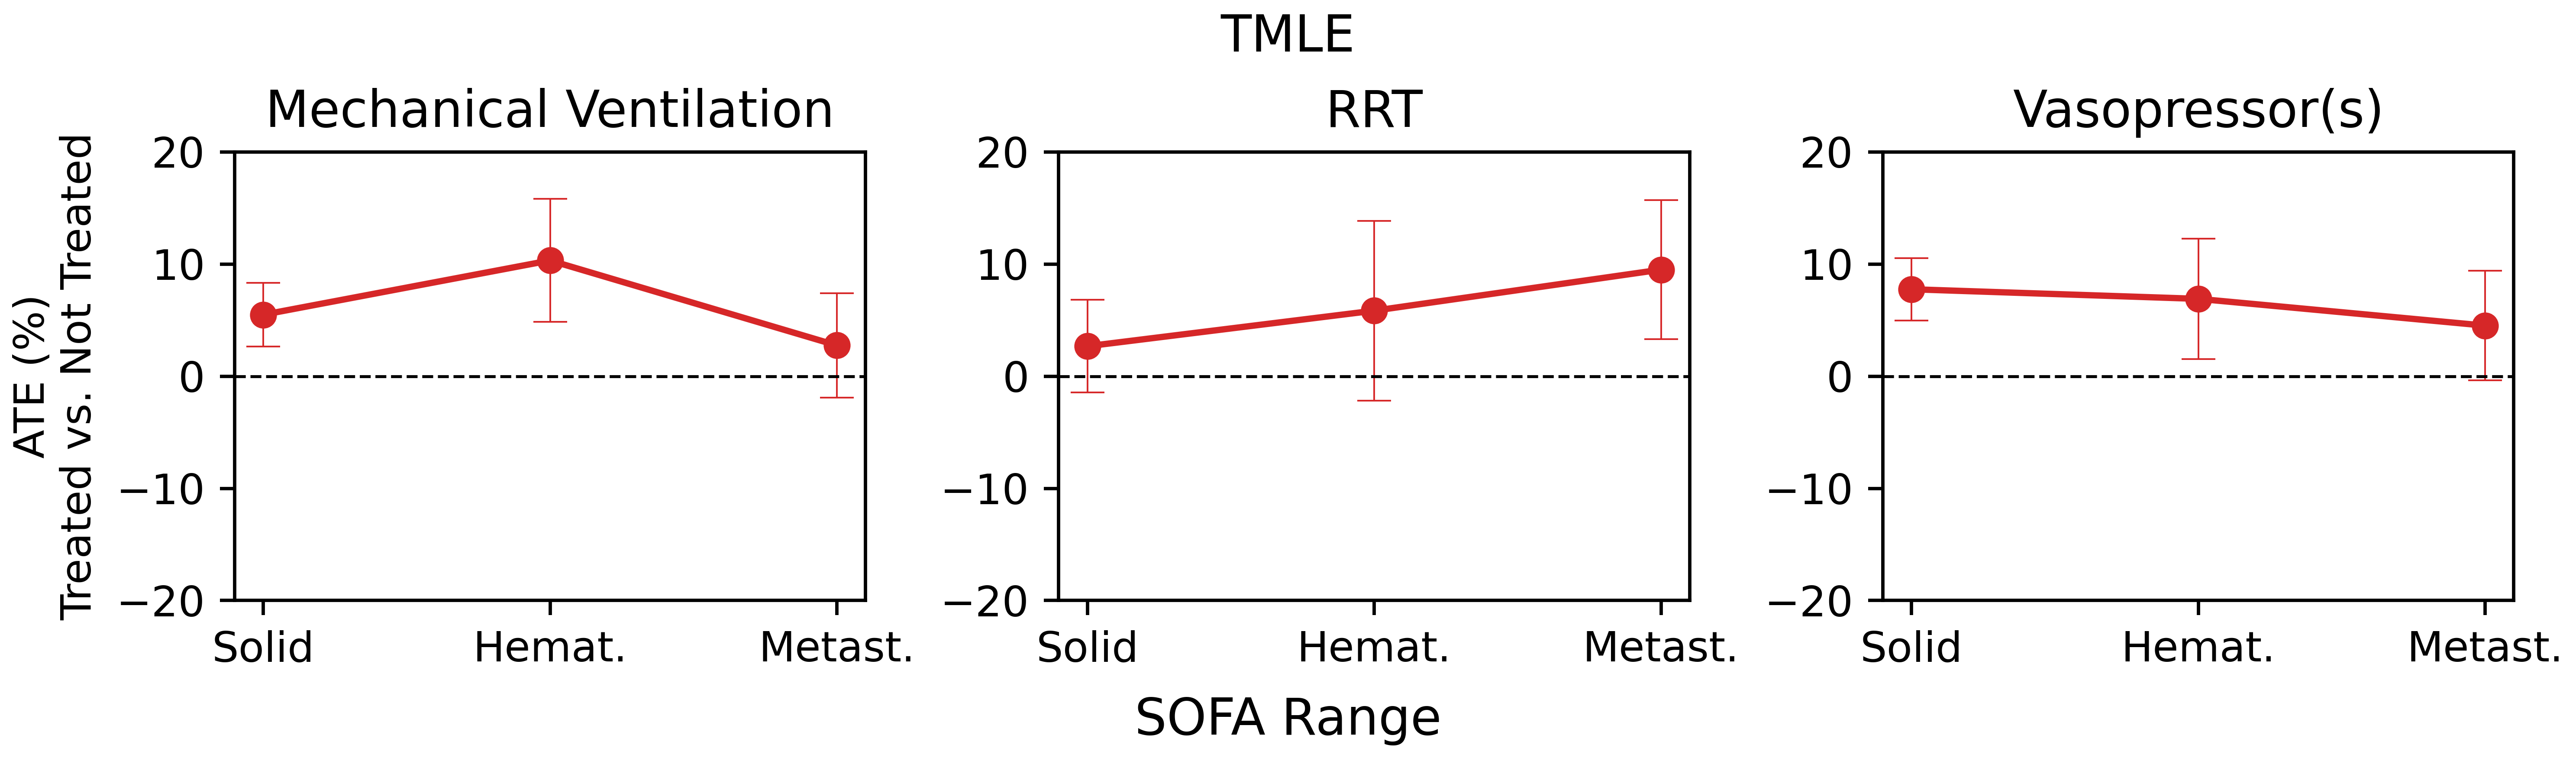 TMLE
Mechanical Ventilation
RRT
Vasopressor(s)
ATE (%)
Treated vs. Not Treated
20
10
0
−10
−20
Solid
Hemat.
Metast.
20
10
0
−10
−20
Solid
Hemat.
Metast.
20
10
0
−10
−20
Solid
Hemat.
Metast.
SOFA Range